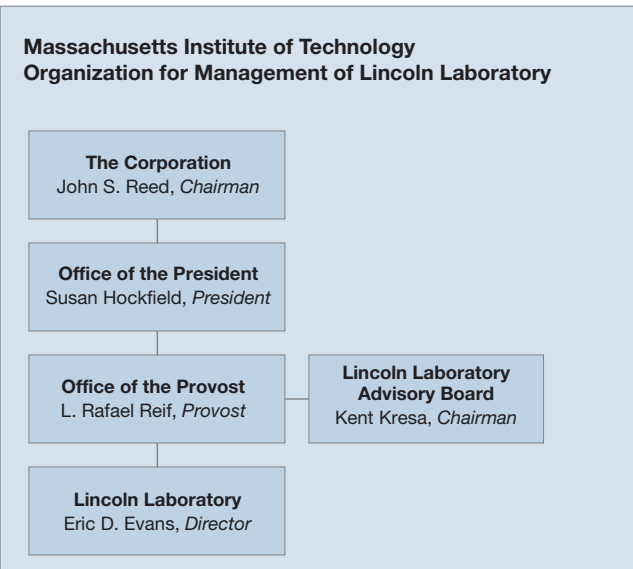 Massachusetts Institute of Technology
Organization for Management of Lincoln Laboratory
The Corporation
John S. Reed, Chairman
Office of the President
Susan Hockfield, President
Office of the Provost
L. Rafael Reif, Provost
Lincoln Laboratory
Advisory Board
Kent Kresa, Chairman
Lincoln Laboratory
Eric D. Evans, Director